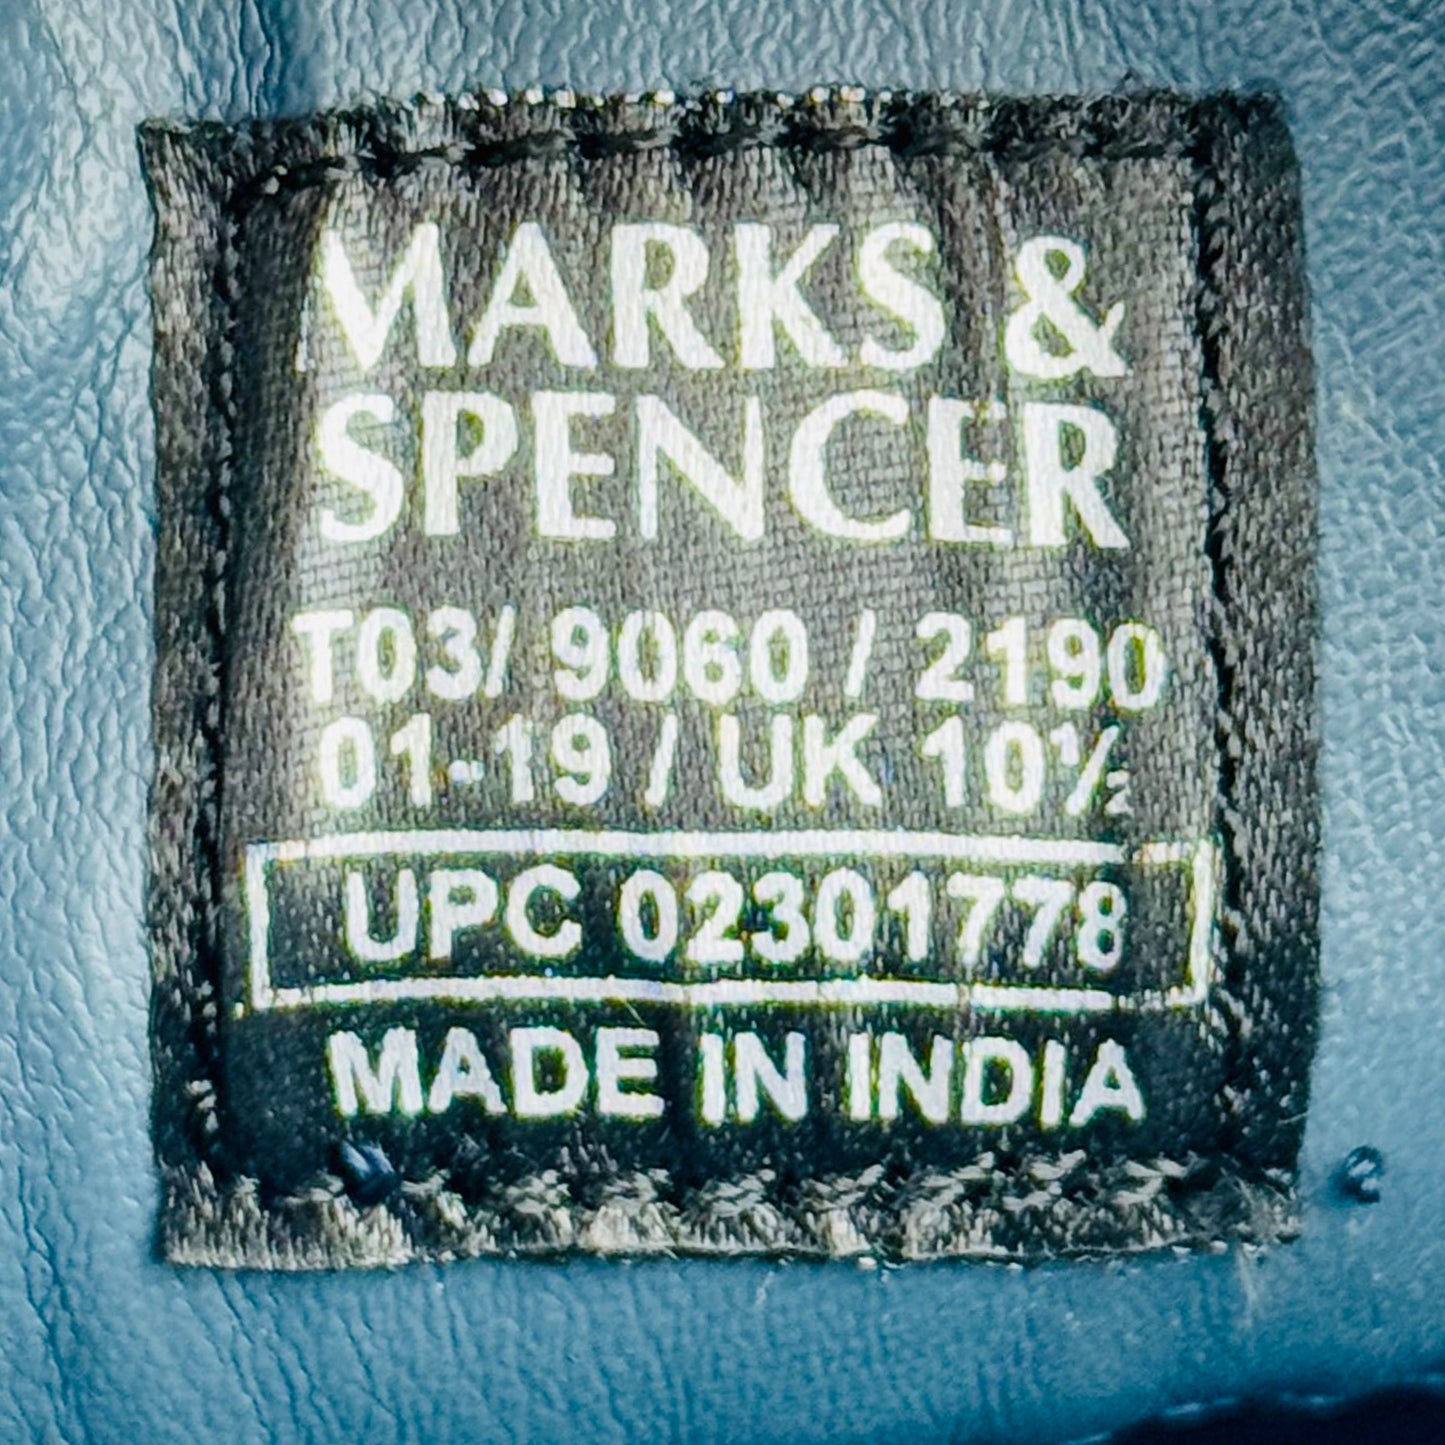 MARKS &
SPENCER
T03/ 9060 / 2190
01-19 / UK 10½
UPC 02301778
MADE IN INDIA